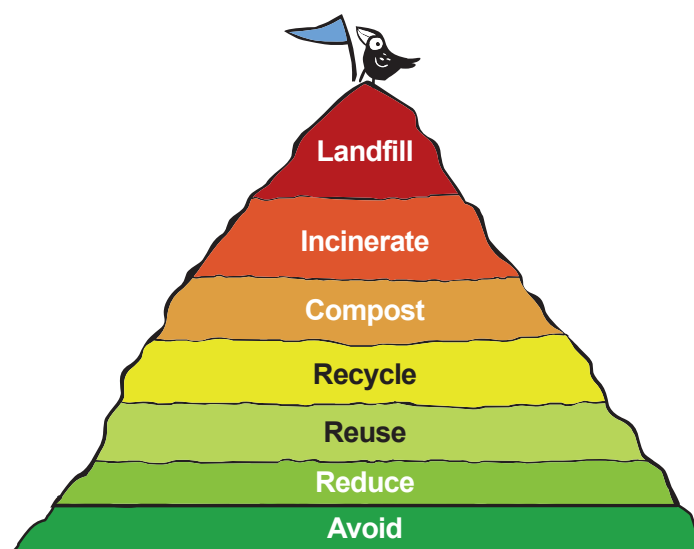 Landfill
Incinerate
Compost
Recycle
Reuse
Reduce
Avoid